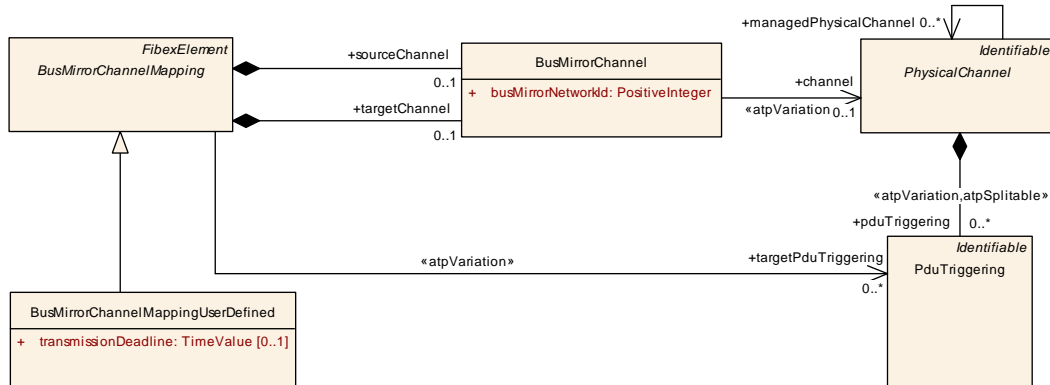 +managedPhysicalChannel 0..*
FibexElement
BusMirrorChannelMapping
+sourceChannel
0..1
BusMirrorChannel
+ busMirrorNetworkId: PositiveInteger
+targetChannel
0..1
+channel
«atpVariation» 0..1
Identifiable
PhysicalChannel
«atpVariation,atpSplitable»
+pduTriggering 0..*
«atpVariation»
+targetPduTriggering
0..*
Identifiable
PduTriggering
BusMirrorChannelMappingUserDefined
+ transmissionDeadline: TimeValue [0..1]